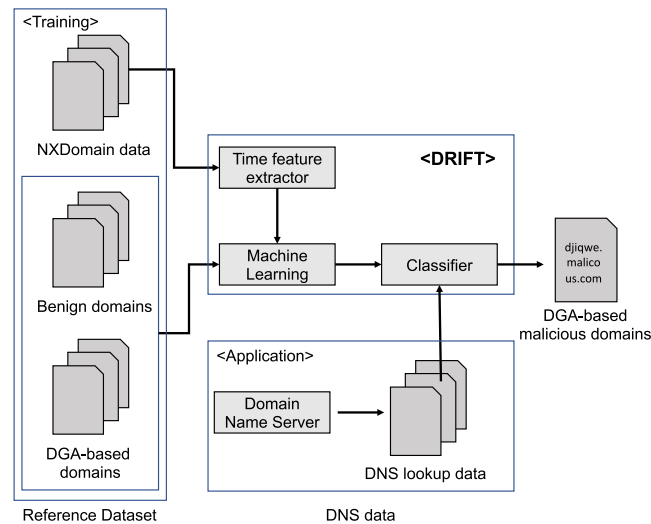 <Training>
NXDomain data
Benign domains
DGA-based
domains
Reference Dataset
<DRIFT>
Time feature
extractor
Machine
Learning
Classifier
djiqwe.
malico
us.com
DGA-based
malicious domains
<Application>
Domain
Name Server
DNS lookup data
DNS data